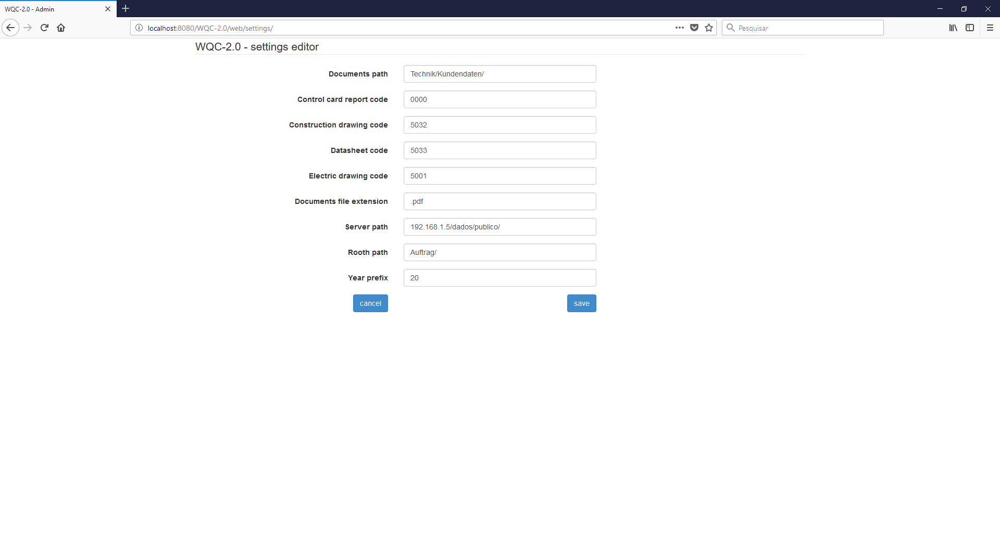 WQC-2.0 - Admin
localhost:8080/WQC-2.0/web/settings/
Pesquisar
WQC-2.0 - settings editor
Documents path Technik/Kundendaten/
Control card report code 0000
Construction drawing code 5032
Datasheet code 5033
Electric drawing code 5001
Documents file extension .pdf
Server path 192.168.1.5/dados/publico/
Rooth path Auftrag/
Year prefix 20
cancel save